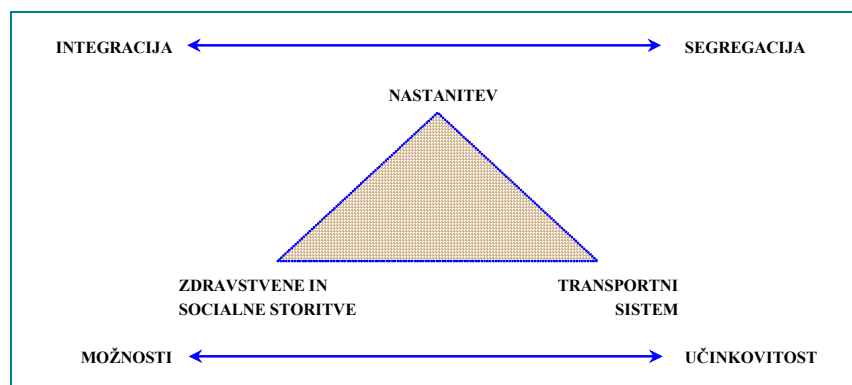 INTEGRACIJA SEGREGACIJA
NASTANITEV
ZDRAVSTVENE IN TRANSPORTNI
SOCIALNE STORITVE SISTEM
MOŽNOSTI UČINKOVITOST